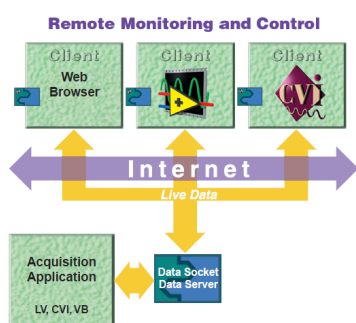 Remote Monitoring and Control
Client
Web
Browser
Client
Client
CVI
Internet
Live Data
Acquisition
Application
LV, CVI, VB
Data Socket
Data Server